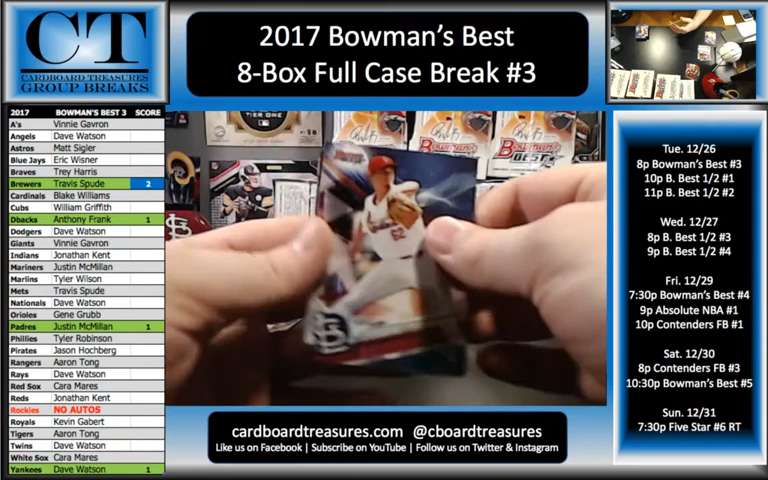 CT
CARDBOARD TREASURES
GROUP BREAKS
2017 Bowman's Best
8-Box Full Case Break #3
2017 BOWMAN'S BEST 3 SCORE
A's Vinnie Gavron
Angels Dave Watson
Astros Matt Sigler
Blue Jays Eric Wisner
Braves Trey Harris
Brewers Travis Spude 2
Cardinals Blake Williams
Cubs William Griffith
Dbacks Anthony Frank 1
Dodgers Dave Watson
Giants Vinnie Gavron
Indians Jonathan Kent
Mariners Justin McMillan
Marlins Tyler Wilson
Mets Travis Spude
Nationals Dave Watson
Orioles Gene Grubb
Padres Justin McMillan 1
Phillies Tyler Robinson
Pirates Jason Hochberg
Rangers Aaron Tong
Rays Dave Watson
Red Sox Cara Mares
Reds Jonathan Kent
Rockies NO AUTOS
Royals Kevin Gabert
Tigers Aaron Tong
Twins Dave Watson
White Sox Cara Mares
Yankees Dave Watson 1
TIER ONE
Bowman's
BEST
Cardinals
62
Tue. 12/26
8p Bowman's Best #3
10p B. Best 1/2 #1
11p B. Best 1/2 #2
Wed. 12/27
8p B. Best 1/2 #3
9p B. Best 1/2 #4
Fri. 12/29
7:30p Bowman's Best #4
9p Absolute NBA #1
10p Contenders FB #1
Sat. 12/30
8p Contenders FB #3
10:30p Bowman's Best #5
Sun. 12/31
7:30p Five Star #6 RT
cardboardtreasures.com @cboardtreasures
Like us on Facebook | Subscribe on YouTube | Follow us on Twitter & Instagram